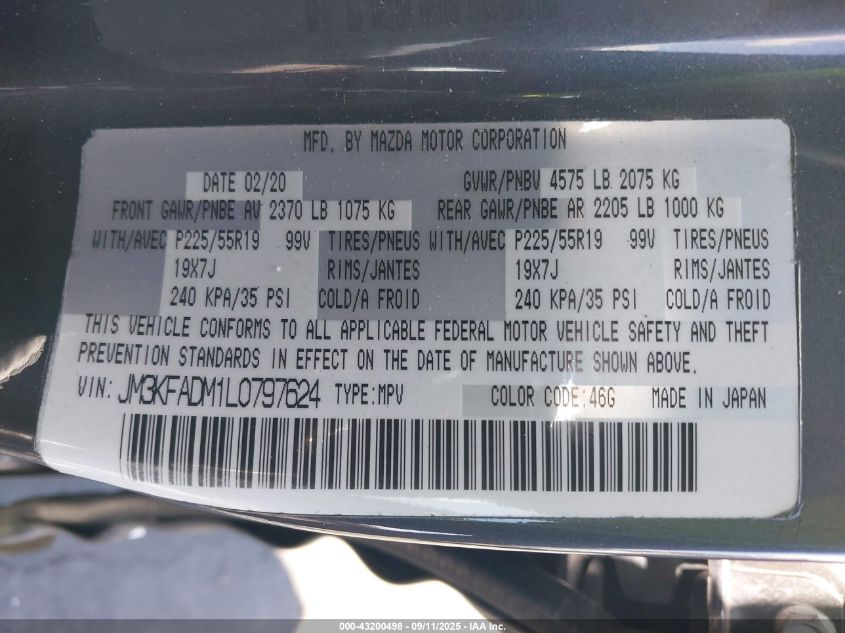 MFD. BY MAZDA MOTOR CORPORATION
DATE 02/20 GVWR/PNBV 4575 LB 2075 KG
FRONT GAWR/PNBE AV 2370 LB 1075 KG REAR GAWR/PNBE AR 2205 LB 1000 KG
WITH/AVEC P225/55R19 99V TIRES/PNEUS WITH/AVEC P225/55R19 99V TIRES/PNEUS
19X7J RIMS/JANTES 19X7J RIMS/JANTES
240 KPA/35 PSI COLD/A FROID 240 KPA/35 PSI COLD/A FROID
THIS VEHICLE CONFORMS TO ALL APPLICABLE FEDERAL MOTOR VEHICLE SAFETY AND THEFT
PREVENTION STANDARDS IN EFFECT ON THE DATE OF MANUFACTURE SHOWN ABOVE.
VIN: JM3KFADM1L0797624 TYPE:MPV COLOR CODE:46G MADE IN JAPAN
000-43200498 - 09/11/2025 - IAA Inc.